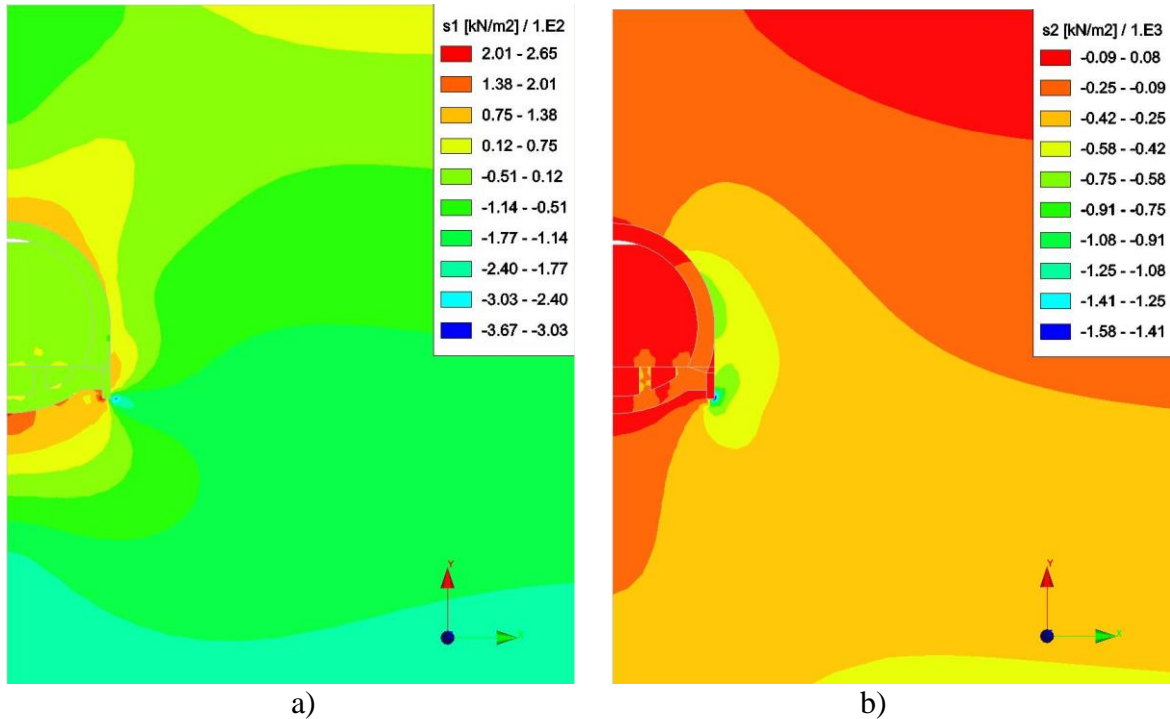 s1 [kN/m2] / 1.E2
2.01 - 2.65
1.38 - 2.01
0.75 - 1.38
0.12 - 0.75
-0.51 - 0.12
-1.14 - -0.51
-1.77 - -1.14
-2.40 - -1.77
-3.03 - -2.40
-3.67 - -3.03
Y
X
a)
s2 [kN/m2] / 1.E3
-0.09 - 0.08
-0.25 - -0.09
-0.42 - -0.25
-0.58 - -0.42
-0.75 - -0.58
-0.91 - -0.75
-1.08 - -0.91
-1.25 - -1.08
-1.41 - -1.25
-1.58 - -1.41
Y
X
b)